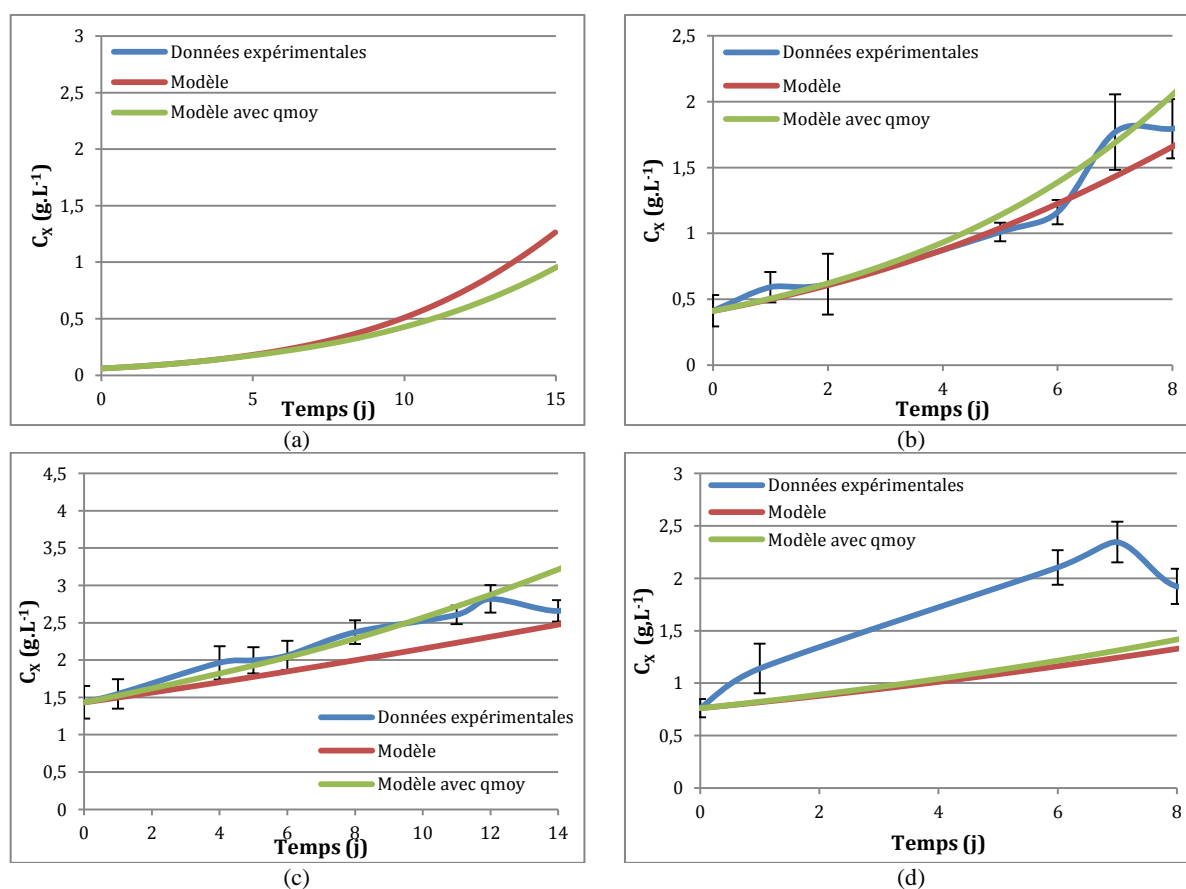 3
2,5
2
1,5
1
0,5
0
C_X (g.L⁻¹)
Données expérimentales
Modèle
Modèle avec qmoy
0 5 10 15
Temps (j)
(a)
2,5
2
1,5
1
0,5
0
C_X (g.L⁻¹)
Données expérimentales
Modèle
Modèle avec qmoy
0 2 4 6 8
Temps (j)
(b)
4,5
4
3,5
3
2,5
2
1,5
1
0,5
0
C_X (g.L⁻¹)
Données expérimentales
Modèle
Modèle avec qmoy
0 2 4 6 8 10 12 14
Temps (j)
(c)
3
2,5
2
1,5
1
0,5
0
C_X (g,L⁻¹)
Données expérimentales
Modèle
Modèle avec qmoy
0 2 4 6 8
Temps (j)
(d)